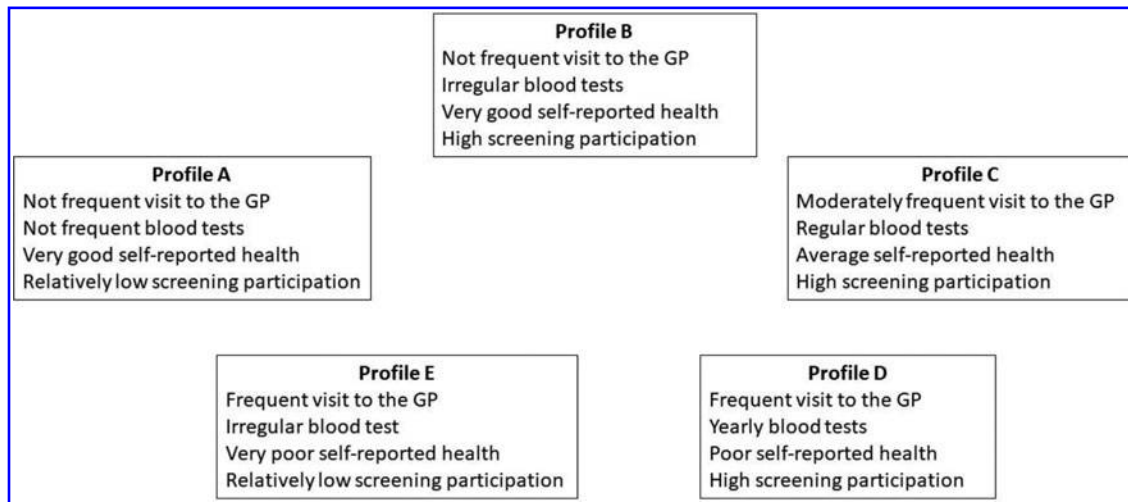 Profile B
Not frequent visit to the GP
Irregular blood tests
Very good self-reported health
High screening participation
Profile A
Not frequent visit to the GP
Not frequent blood tests
Very good self-reported health
Relatively low screening participation
Profile C
Moderately frequent visit to the GP
Regular blood tests
Average self-reported health
High screening participation
Profile E
Frequent visit to the GP
Irregular blood test
Very poor self-reported health
Relatively low screening participation
Profile D
Frequent visit to the GP
Yearly blood tests
Poor self-reported health
High screening participation